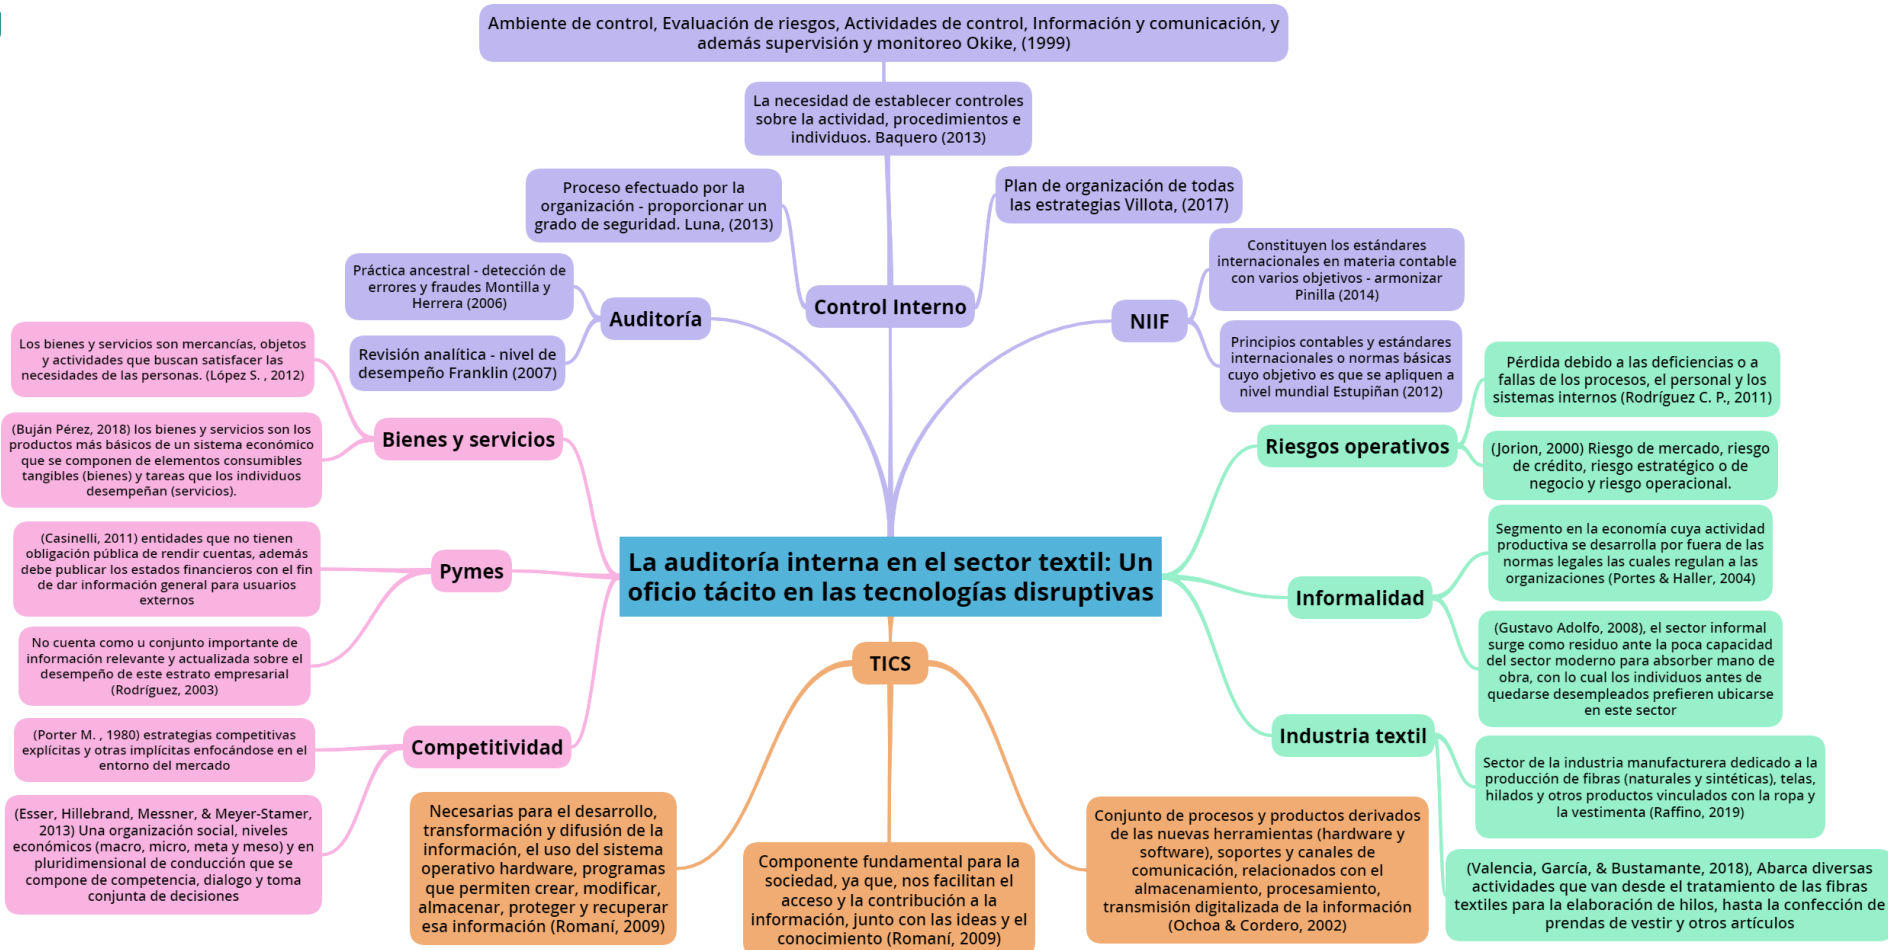 Ambiente de control, Evaluación de riesgos, Actividades de control, Información y comunicación, y
además supervisión y monitoreo Okike, (1999)
La necesidad de establecer controles
sobre la actividad, procedimientos e
individuos. Baquero (2013)
Proceso efectuado por la
organización - proporcionar un
grado de seguridad. Luna, (2013)
Plan de organización de todas
las estrategias Villota, (2017)
Control Interno
Práctica ancestral - detección de
errores y fraudes Montilla y
Herrera (2006)
Revisión analítica - nivel de
desempeño Franklin (2007)
Auditoría
NIIF
Constituyen los estándares
internacionales en materia contable
con varios objetivos - armonizar
Pinilla (2014)
Principios contables y estándares
internacionales o normas básicas
cuyo objetivo es que se apliquen a
nivel mundial Estupiñan (2012)
Los bienes y servicios son mercancías, objetos
y actividades que buscan satisfacer las
necesidades de las personas. (López S. , 2012)
(Buján Pérez, 2018) los bienes y servicios son los
productos más básicos de un sistema económico
que se componen de elementos consumibles
tangibles (bienes) y tareas que los individuos
desempeñan (servicios).
Bienes y servicios
(Casinelli, 2011) entidades que no tienen
obligación pública de rendir cuentas, además
debe publicar los estados financieros con el fin
de dar información general para usuarios
externos
No cuenta como u conjunto importante de
información relevante y actualizada sobre el
desempeño de este estrato empresarial
(Rodríguez, 2003)
Pymes
(Porter M. , 1980) estrategias competitivas
explícitas y otras implícitas enfocándose en el
entorno del mercado
(Esser, Hillebrand, Messner, & Meyer-Stamer,
2013) Una organización social, niveles
económicos (macro, micro, meta y meso) y en
pluridimensional de conducción que se
compone de competencia, dialogo y toma
conjunta de decisiones
Competitividad
La auditoría interna en el sector textil: Un
oficio tácito en las tecnologías disruptivas
Riesgos operativos
Pérdida debido a las deficiencias o a
fallas de los procesos, el personal y los
sistemas internos (Rodríguez C. P., 2011)
(Jorion, 2000) Riesgo de mercado, riesgo
de crédito, riesgo estratégico o de
negocio y riesgo operacional.
Informalidad
Segmento en la economía cuya actividad
productiva se desarrolla por fuera de las
normas legales las cuales regulan a las
organizaciones (Portes & Haller, 2004)
(Gustavo Adolfo, 2008), el sector informal
surge como residuo ante la poca capacidad
del sector moderno para absorber mano de
obra, con lo cual los individuos antes de
quedarse desempleados prefieren ubicarse
en este sector
Industria textil
Sector de la industria manufacturera dedicado a la
producción de fibras (naturales y sintéticas), telas,
hilados y otros productos vinculados con la ropa y
la vestimenta (Raffino, 2019)
(Valencia, García, & Bustamante, 2018), Abarca diversas
actividades que van desde el tratamiento de las fibras
textiles para la elaboración de hilos, hasta la confección de
prendas de vestir y otros artículos
TICS
Necesarias para el desarrollo,
transformación y difusión de la
información, el uso del sistema
operativo hardware, programas
que permiten crear, modificar,
almacenar, proteger y recuperar
esa información (Romaní, 2009)
Componente fundamental para la
sociedad, ya que, nos facilitan el
acceso y la contribución a la
información, junto con las ideas y el
conocimiento (Romaní, 2009)
Conjunto de procesos y productos derivados
de las nuevas herramientas (hardware y
software), soportes y canales de
comunicación, relacionados con el
almacenamiento, procesamiento,
transmisión digitalizada de la información
(Ochoa & Cordero, 2002)